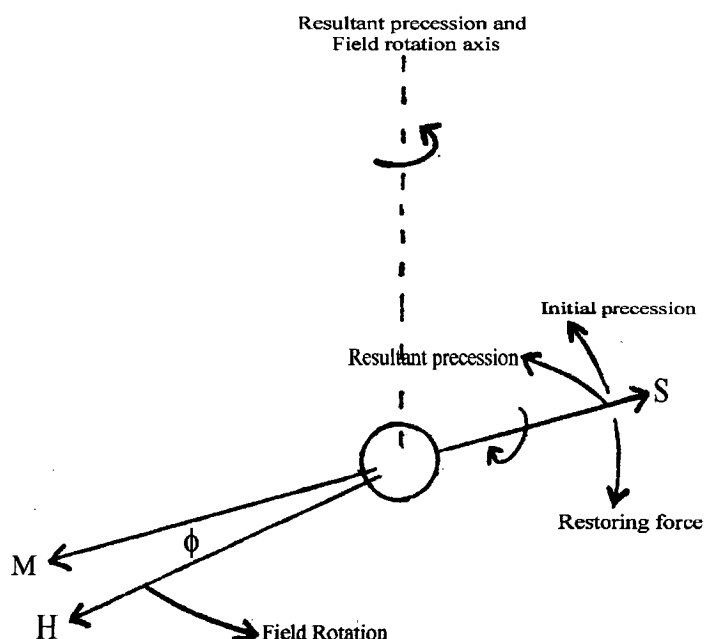 Resultant precession and
Field rotation axis
Initial precession
Resultant precession
S
Restoring force
ϕ
M
H
Field Rotation